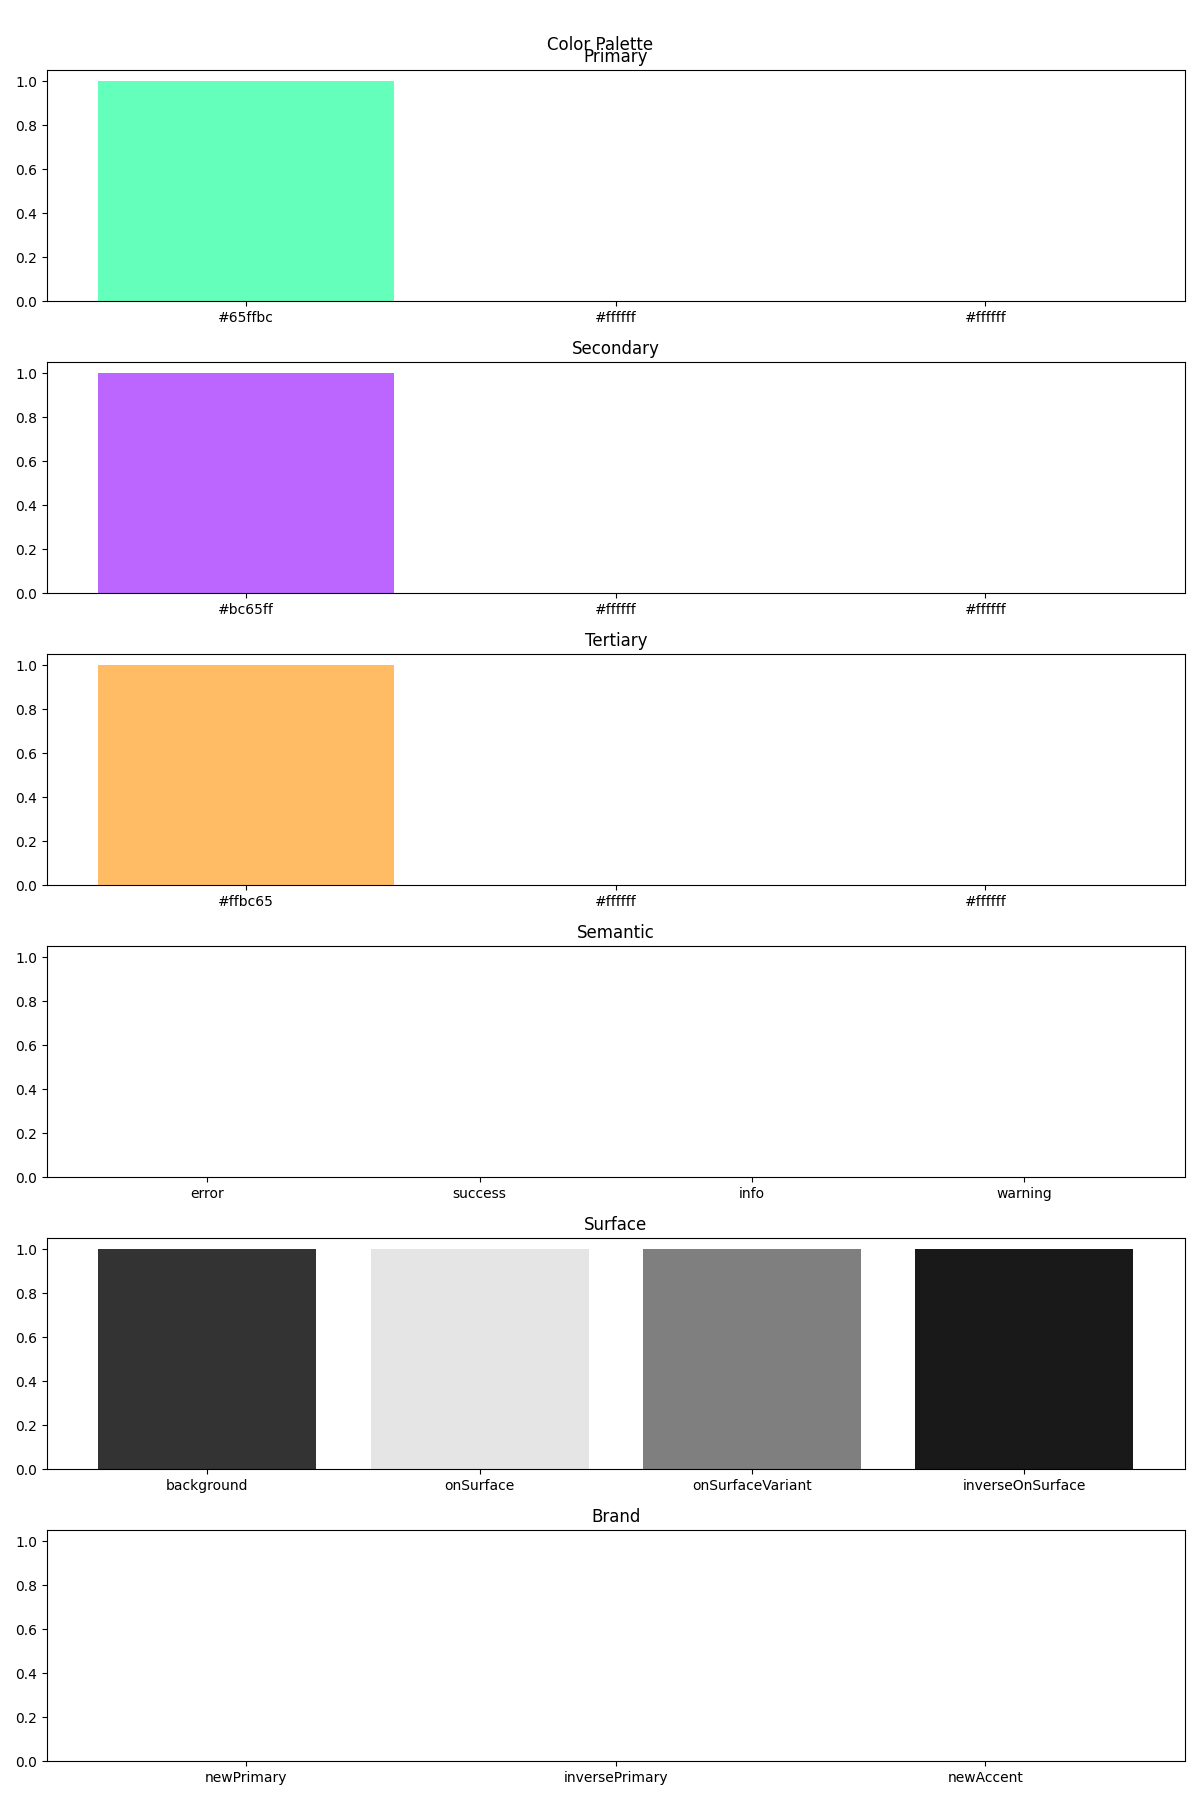 Color Palette
Primary
1.0
0.8
0.6
0.4
0.2
0.0
#65ffbc #ffffff #ffffff
Secondary
1.0
0.8
0.6
0.4
0.2
0.0
#bc65ff #ffffff #ffffff
Tertiary
1.0
0.8
0.6
0.4
0.2
0.0
#ffbc65 #ffffff #ffffff
Semantic
1.0
0.8
0.6
0.4
0.2
0.0
error success info warning
Surface
1.0
0.8
0.6
0.4
0.2
0.0
background onSurface onSurfaceVariant inverseOnSurface
Brand
1.0
0.8
0.6
0.4
0.2
0.0
newPrimary inversePrimary newAccent